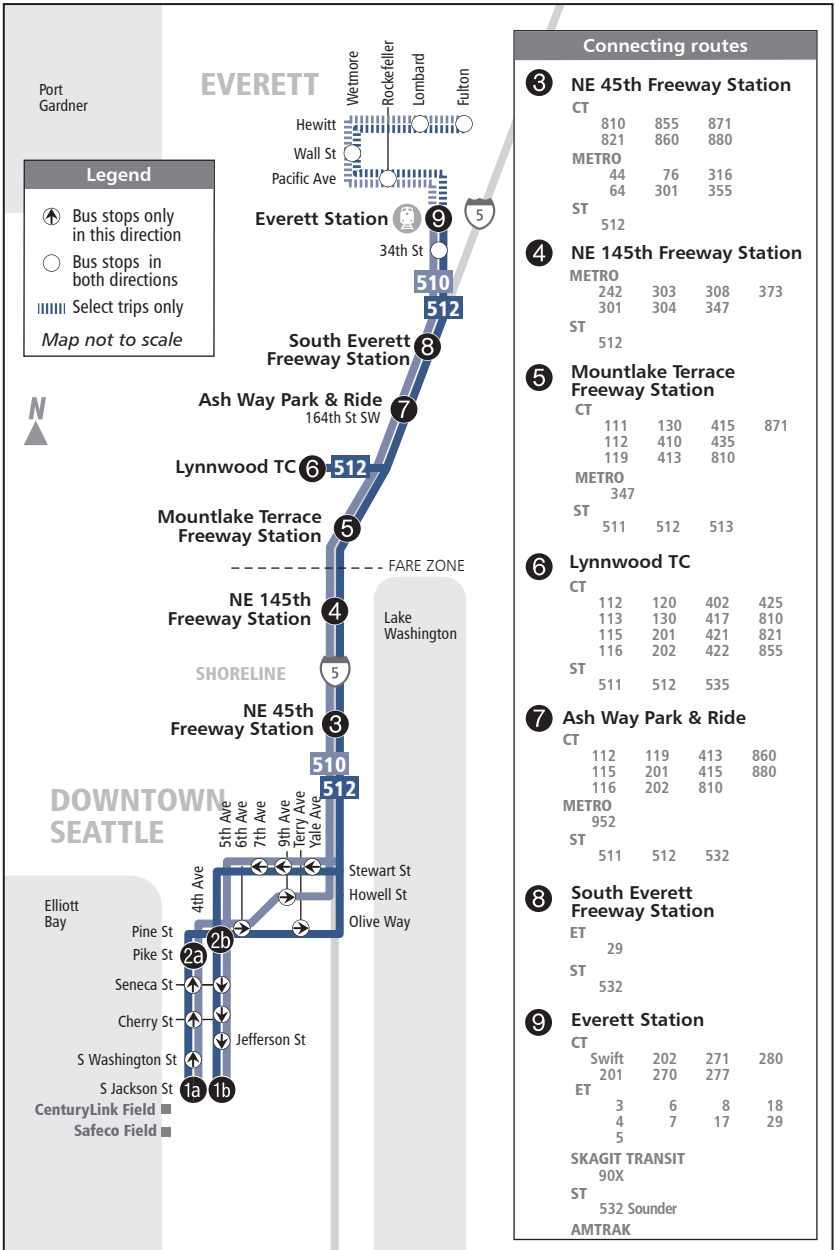 Port
Gardner
EVERETT
Wetmore
Rockefeller
Lombard
Fulton
Hewitt
Wall St
Pacific Ave
Legend
Bus stops only
in this direction
Bus stops in
both directions
Select trips only
Map not to scale
Everett Station
9
5
34th St
510
512
South Everett
Freeway Station
8
N
Ash Way Park & Ride
164th St SW
7
Lynnwood TC
6
512
Mountlake Terrace
Freeway Station
5
FARE ZONE
NE 145th
Freeway Station
4
Lake
Washington
SHORELINE
5
NE 45th
Freeway Station
3
510
512
DOWNTOWN
SEATTLE
4th Ave
5th Ave
6th Ave
7th Ave
9th Ave
Terry Ave
Yale Ave
Stewart St
Howell St
Olive Way
Elliott
Bay
Pine St
2b
Pike St
2a
Seneca St
Cherry St
Jefferson St
S Washington St
S Jackson St
1a
1b
CenturyLink Field
Safeco Field
Connecting routes
3 NE 45th Freeway Station
CT
810 855 871
821 860 880
METRO
44 76 316
64 301 355
ST
512
4 NE 145th Freeway Station
METRO
242 303 308 373
301 304 347
ST
512
5 Mountlake Terrace
Freeway Station
CT
111 130 415 871
112 410 435
119 413 810
METRO
347
ST
511 512 513
6 Lynnwood TC
CT
112 120 402 425
113 130 417 810
115 201 421 821
116 202 422 855
ST
511 512 535
7 Ash Way Park & Ride
CT
112 119 413 860
115 201 415 880
116 202 810
METRO
952
ST
511 512 532
8 South Everett
Freeway Station
ET
29
ST
532
9 Everett Station
CT
Swift 202 271 280
201 270 277
ET
3 6 8 18
4 7 17 29
5
SKAGIT TRANSIT
90X
ST
532 Sounder
AMTRAK